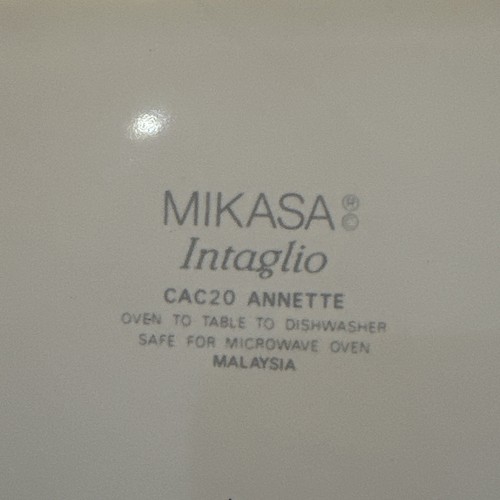 MIKASA ® ©
Intaglio
CAC20 ANNETTE
OVEN TO TABLE TO DISHWASHER
SAFE FOR MICROWAVE OVEN
MALAYSIA